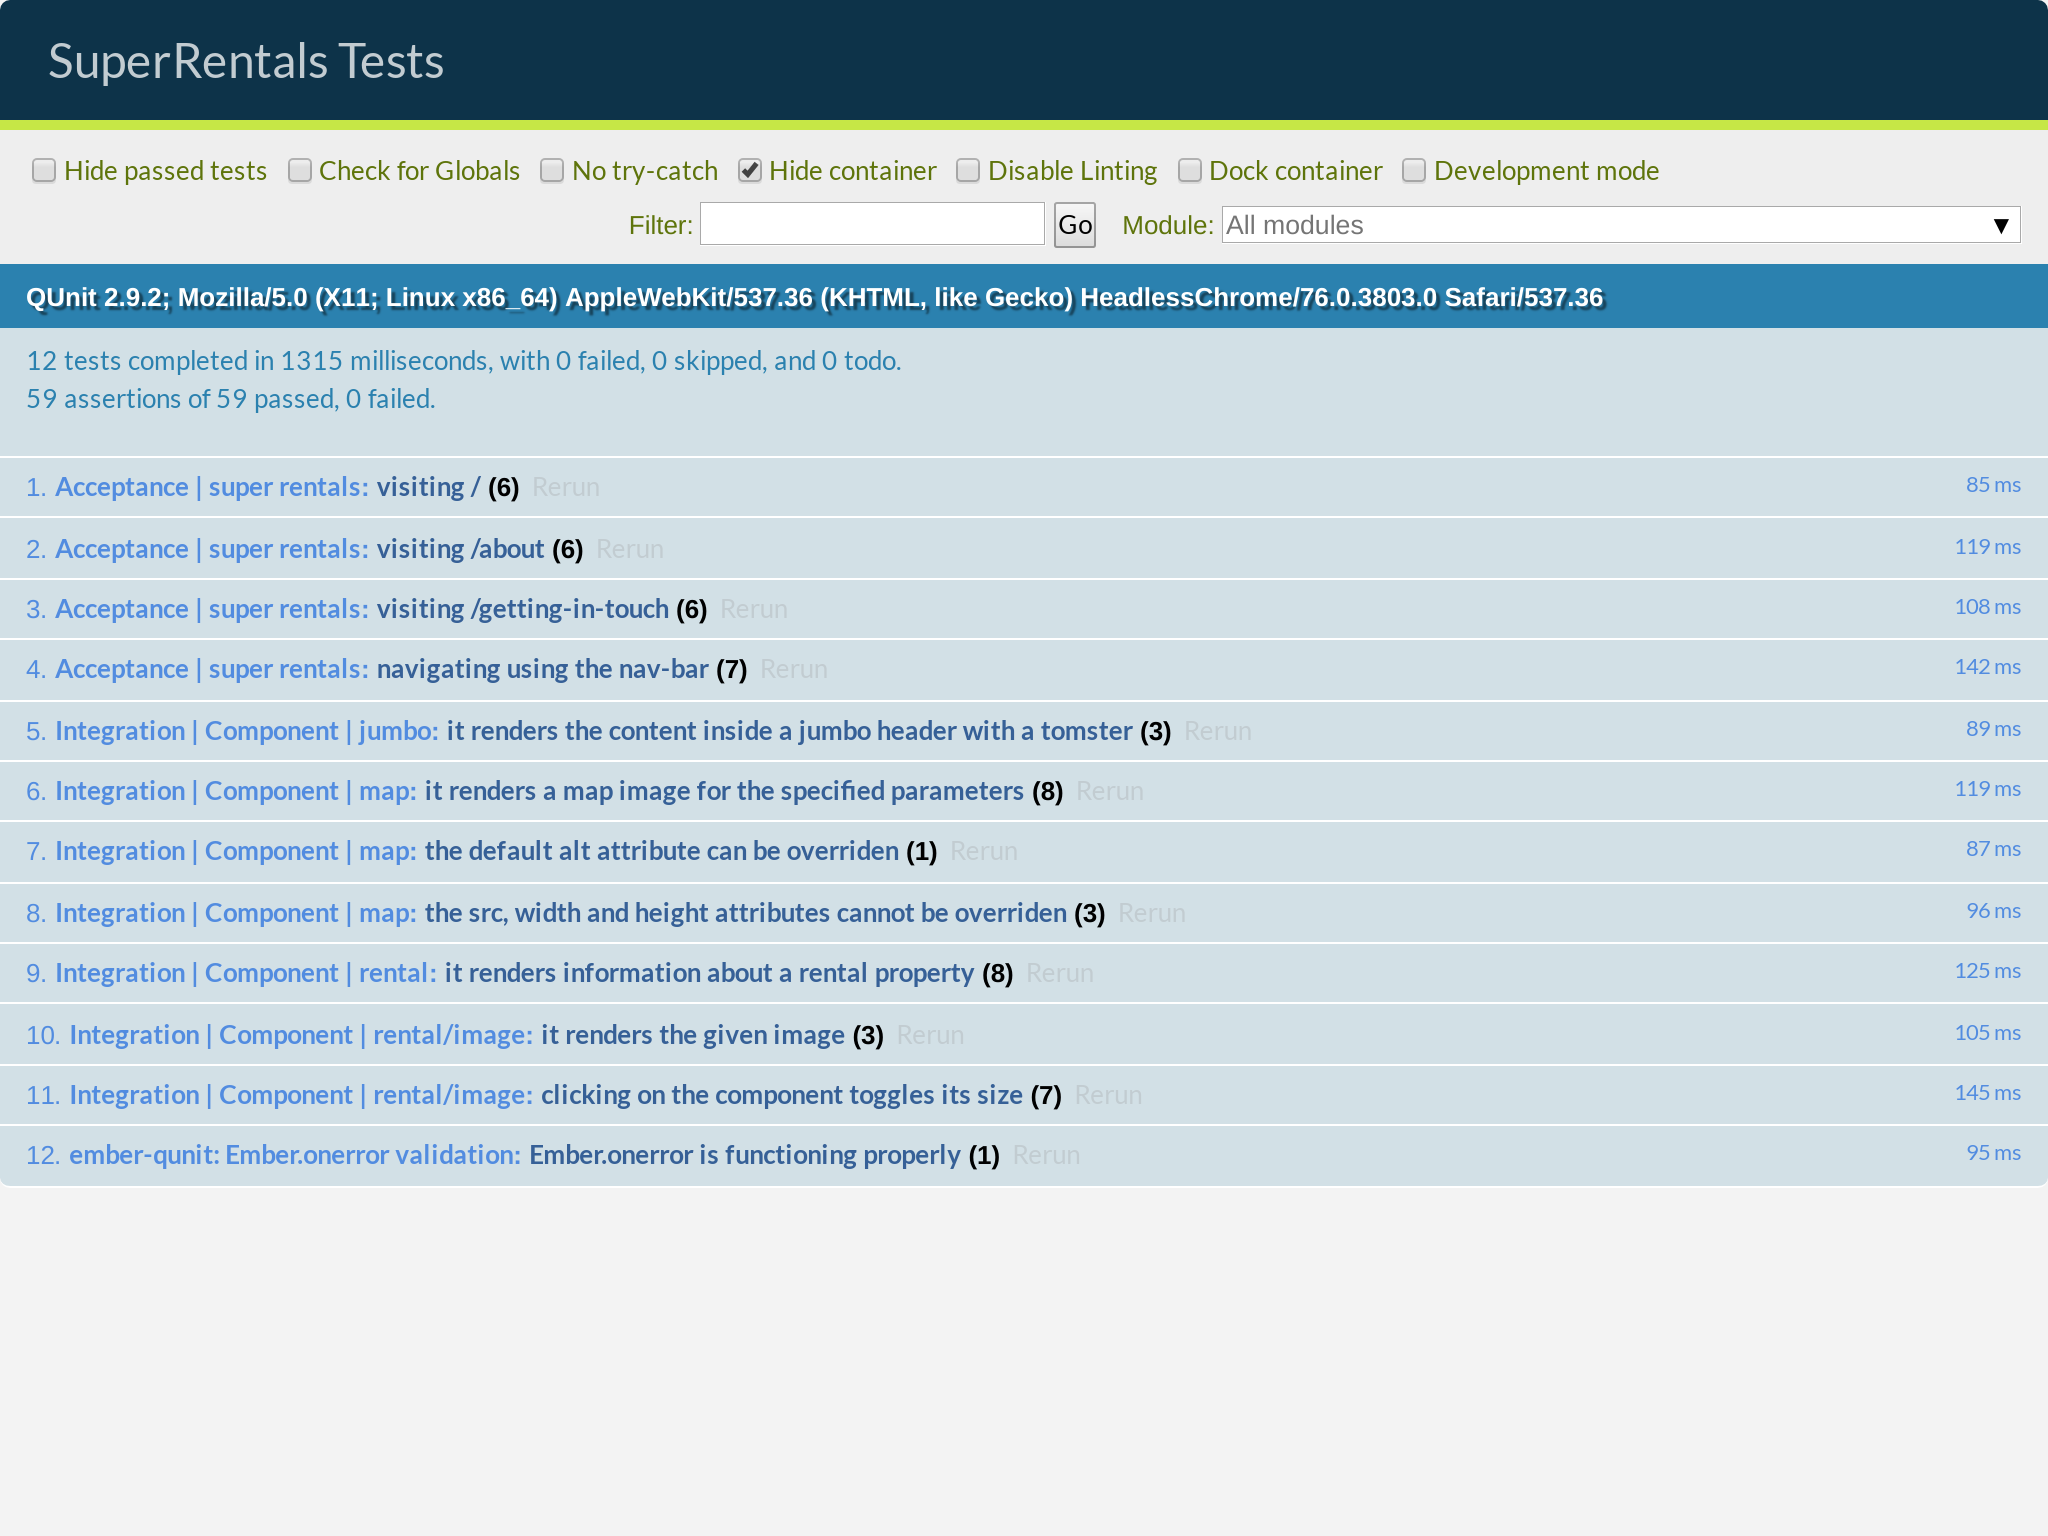 SuperRentals Tests
Hide passed tests Check for Globals No try-catch Hide container Disable Linting Dock container Development mode
Filter: Go Module: All modules ▼
QUnit 2.9.2; Mozilla/5.0 (X11; Linux x86_64) AppleWebKit/537.36 (KHTML, like Gecko) HeadlessChrome/76.0.3803.0 Safari/537.36
12 tests completed in 1315 milliseconds, with 0 failed, 0 skipped, and 0 todo.
59 assertions of 59 passed, 0 failed.
1. Acceptance | super rentals: visiting / (6) Rerun 85 ms
2. Acceptance | super rentals: visiting /about (6) Rerun 119 ms
3. Acceptance | super rentals: visiting /getting-in-touch (6) Rerun 108 ms
4. Acceptance | super rentals: navigating using the nav-bar (7) Rerun 142 ms
5. Integration | Component | jumbo: it renders the content inside a jumbo header with a tomster (3) Rerun 89 ms
6. Integration | Component | map: it renders a map image for the specified parameters (8) Rerun 119 ms
7. Integration | Component | map: the default alt attribute can be overriden (1) Rerun 87 ms
8. Integration | Component | map: the src, width and height attributes cannot be overriden (3) Rerun 96 ms
9. Integration | Component | rental: it renders information about a rental property (8) Rerun 125 ms
10. Integration | Component | rental/image: it renders the given image (3) Rerun 105 ms
11. Integration | Component | rental/image: clicking on the component toggles its size (7) Rerun 145 ms
12. ember-qunit: Ember.onerror validation: Ember.onerror is functioning properly (1) Rerun 95 ms